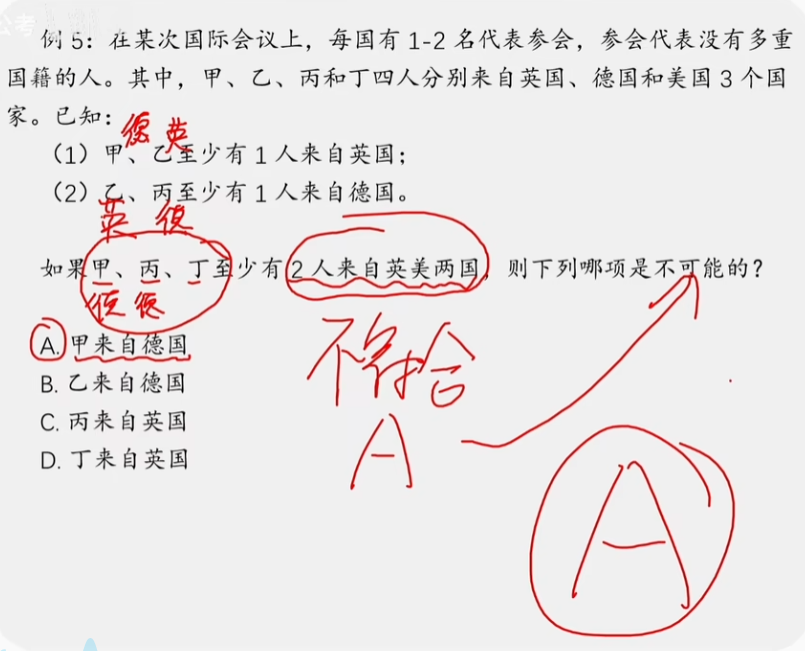 公考
例 5：在某次国际会议上，每国有 1-2 名代表参会，参会代表没有多重
国籍的人。其中，甲、乙、丙和丁四人分别来自英国、德国和美国 3 个国
家。已知：
德 英
（1）甲、乙至少有 1 人来自英国；
（2）乙、丙至少有 1 人来自德国。
英 德
如果甲、丙、丁至少有 2 人来自英美两国，则下列哪项是不可能的？
德 德
A. 甲来自德国
B. 乙来自德国
C. 丙来自英国
D. 丁来自英国
不符合
A
A